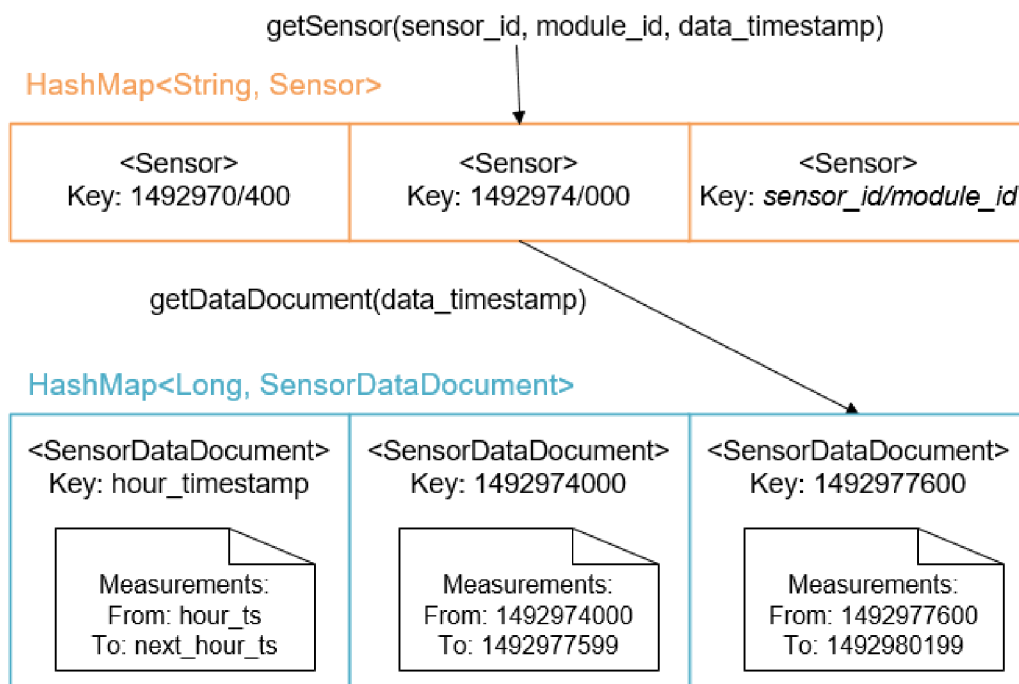 getSensor(sensor_id, module_id, data_timestamp)
HashMap<String, Sensor>
<Sensor>
Key: 1492970/400
<Sensor>
Key: 1492974/000
<Sensor>
Key: sensor_id/module_id
getDataDocument(data_timestamp)
HashMap<Long, SensorDataDocument>
<SensorDataDocument>
Key: hour_timestamp
Measurements:
From: hour_ts
To: next_hour_ts
<SensorDataDocument>
Key: 1492974000
Measurements:
From: 1492974000
To: 1492977599
<SensorDataDocument>
Key: 1492977600
Measurements:
From: 1492977600
To: 1492980199